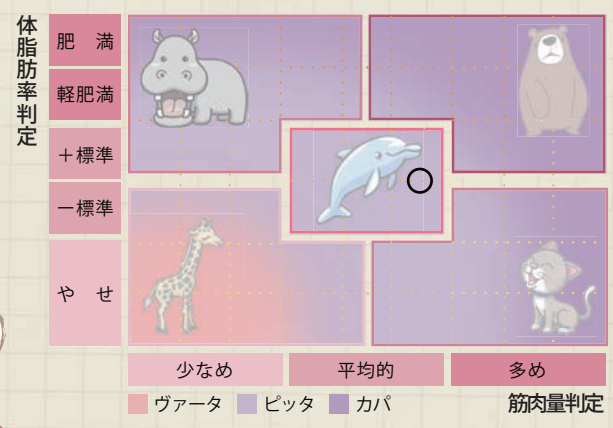 体脂肪率判定
肥　満
軽肥満
＋標準
－標準
や　せ
少なめ
平均的
多め
ヴァータ
ピッタ
カパ
筋肉量判定